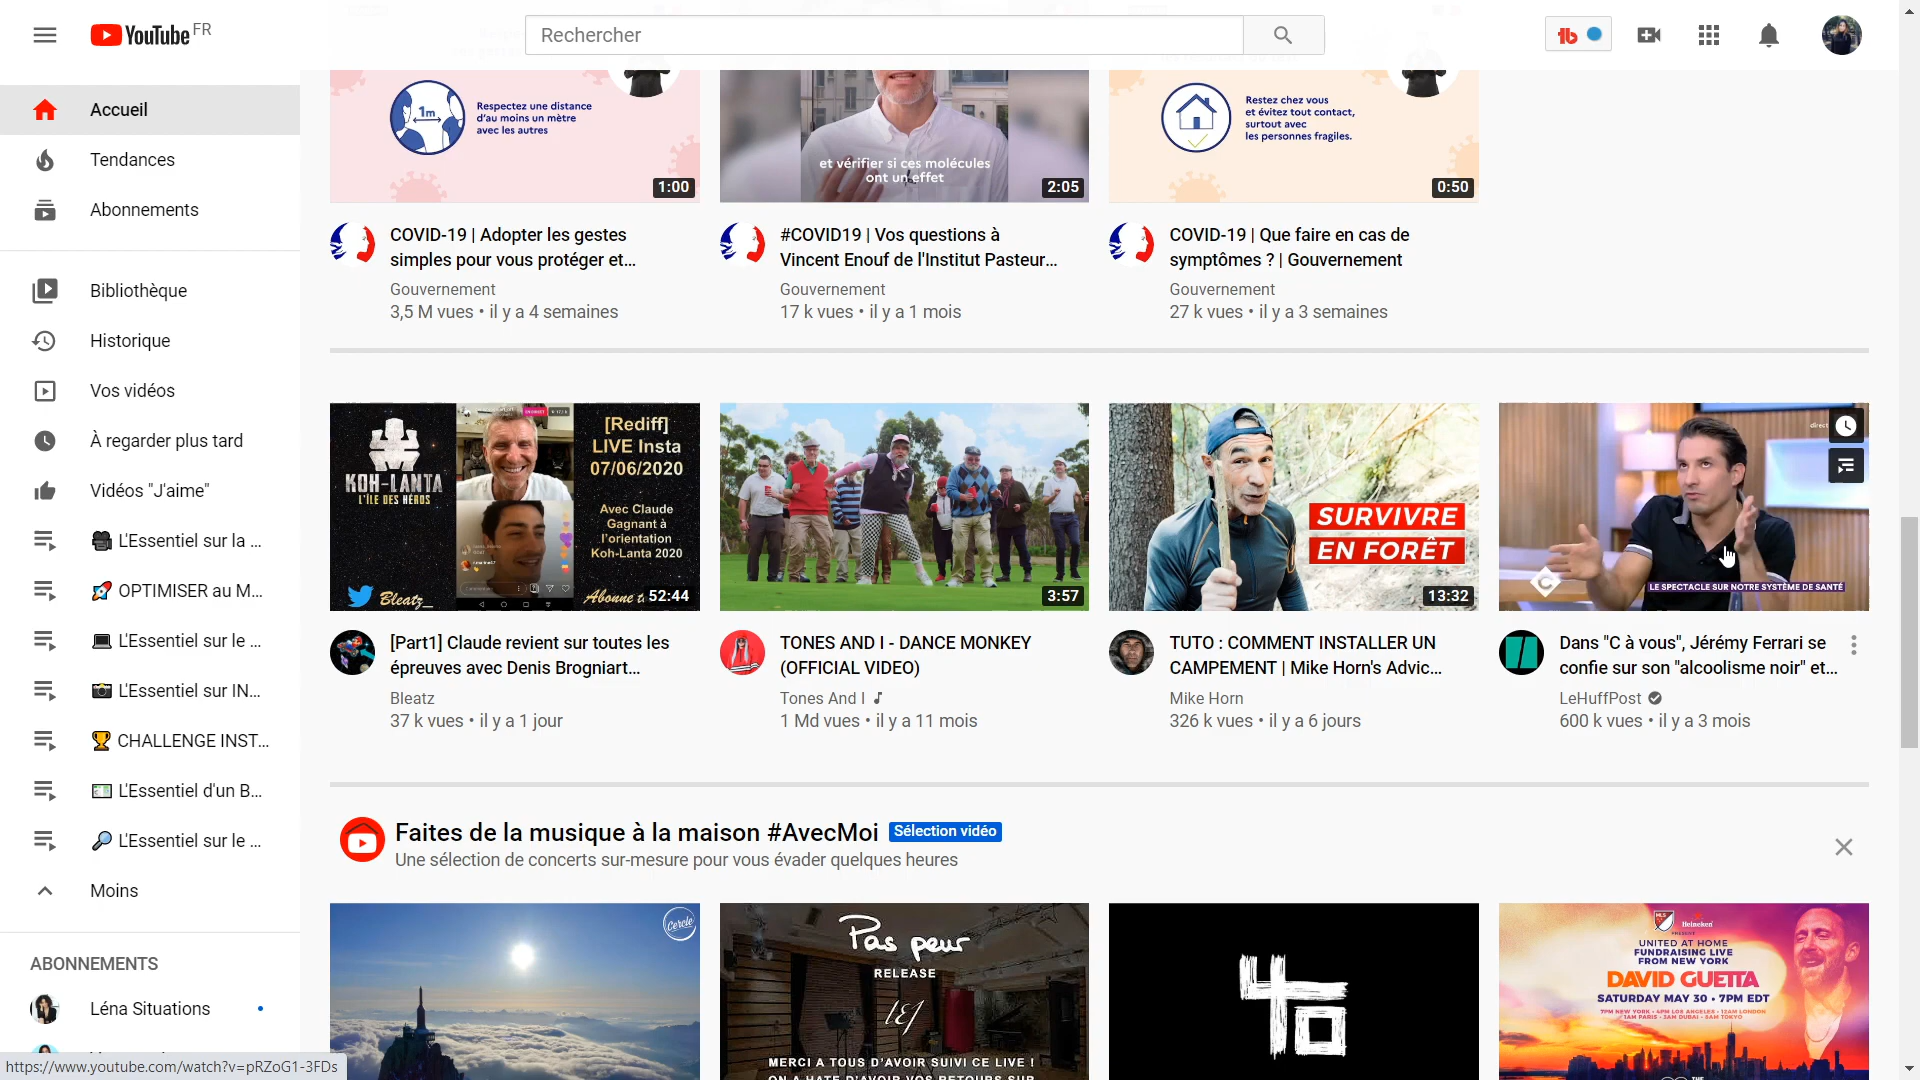 YouTube FR
Rechercher
Accueil
Tendances
Abonnements
Bibliothèque
Historique
Vos vidéos
À regarder plus tard
Vidéos "J'aime"
L'Essentiel sur la ...
OPTIMISER au M...
L'Essentiel sur le ...
L'Essentiel sur IN...
CHALLENGE INST...
L'Essentiel d'un B...
L'Essentiel sur le ...
Moins
ABONNEMENTS
Léna Situations
https://www.youtube.com/watch?v=pRZoG1-3FDs
1m
Respectez une distance
d'au moins un mètre
avec les autres
1:00
COVID-19 | Adopter les gestes
simples pour vous protéger et...
Gouvernement
3,5 M vues • il y a 4 semaines
et vérifier si ces molécules
ont un effet
2:05
#COVID19 | Vos questions à
Vincent Enouf de l'Institut Pasteur...
Gouvernement
17 k vues • il y a 1 mois
Restez chez vous
et évitez tout contact,
surtout avec
les personnes fragiles.
0:50
COVID-19 | Que faire en cas de
symptômes ? | Gouvernement
Gouvernement
27 k vues • il y a 3 semaines
KOH-LANTA
L'ÎLE DES HÉROS
[Rediff]
LIVE Insta
07/06/2020
Avec Claude
Gagnant à
l'orientation
Koh-Lanta 2020
Bleatz_
Abonne t
52:44
[Part1] Claude revient sur toutes les
épreuves avec Denis Brogniart...
Bleatz
37 k vues • il y a 1 jour
3:57
TONES AND I - DANCE MONKEY
(OFFICIAL VIDEO)
Tones And I
1 Md vues • il y a 11 mois
SURVIVRE
EN FORÊT
13:32
TUTO : COMMENT INSTALLER UN
CAMPEMENT | Mike Horn's Advic...
Mike Horn
326 k vues • il y a 6 jours
direct
C
LE SPECTACLE SUR NOTRE SYSTÈME DE SANTÉ
Dans "C à vous", Jérémy Ferrari se
confie sur son "alcoolisme noir" et...
LeHuffPost
600 k vues • il y a 3 mois
Faites de la musique à la maison #AvecMoi Sélection vidéo
Une sélection de concerts sur-mesure pour vous évader quelques heures
Cercle
Pas peur
RELEASE
LEJ
MERCI A TOUS D'AVOIR SUIVI CE LIVE !
ON A HATE D'AVOIR VOS RETOURS SUR
MLS
Heineken
PRESENT
UNITED AT HOME
FUNDRAISING LIVE
FROM NEW YORK
DAVID GUETTA
SATURDAY MAY 30 • 7PM EDT
7PM NEW YORK • 4PM LOS ANGELES • 12AM LONDON
1AM PARIS • 3AM DUBAI • 8AM TOKYO
THE